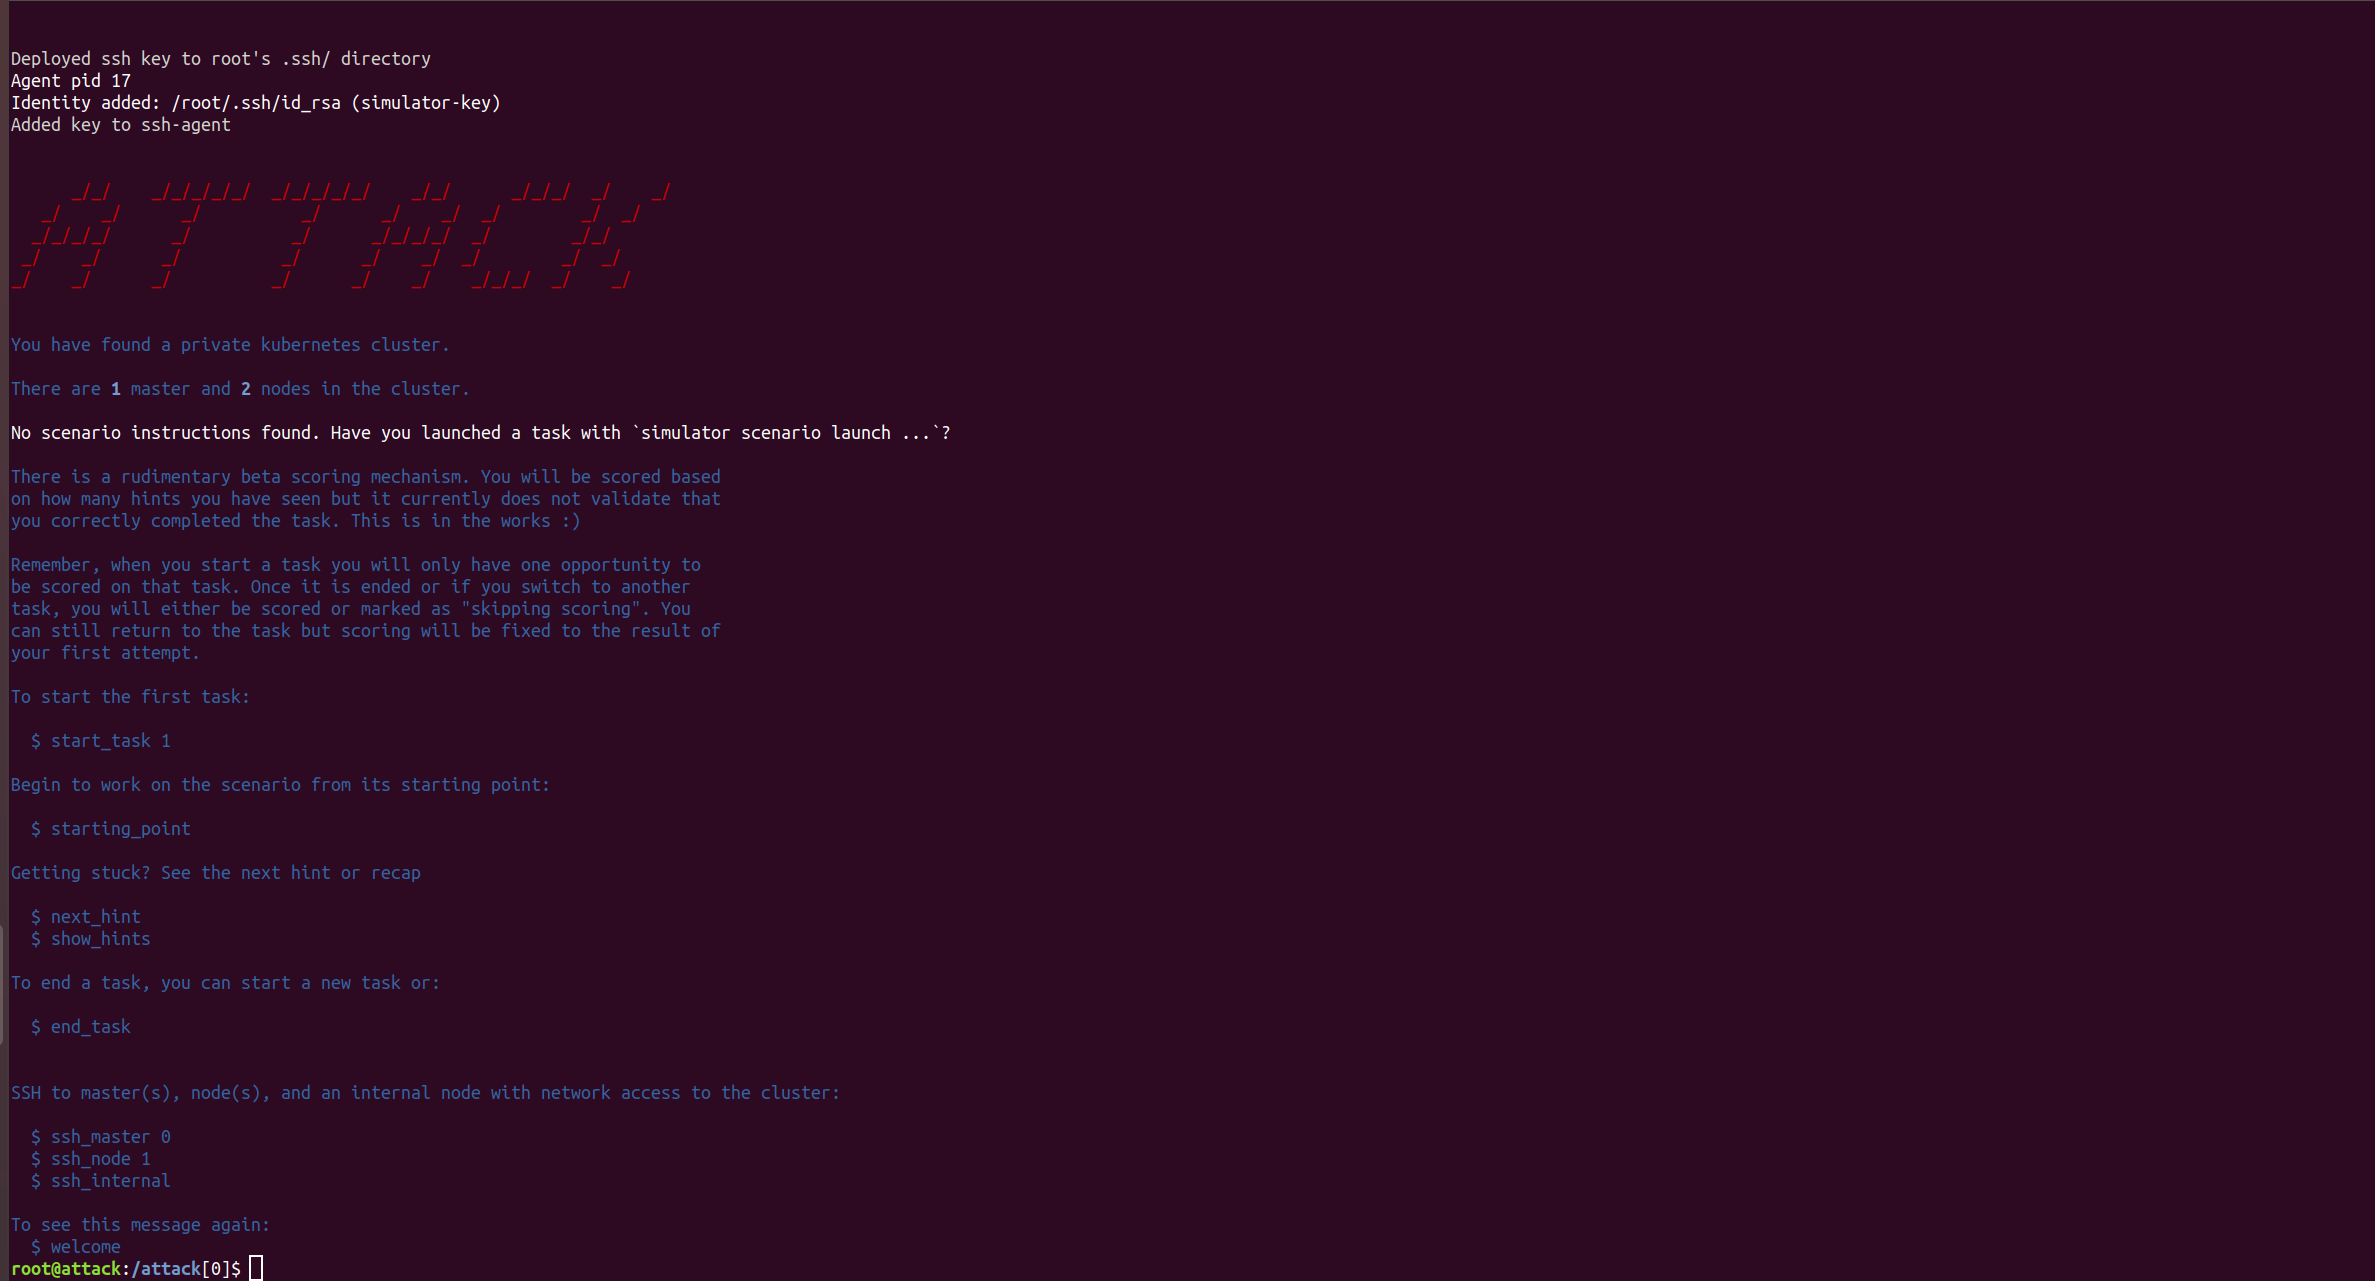 Deployed ssh key to root's .ssh/ directory
Agent pid 17
Identity added: /root/.ssh/id_rsa (simulator-key)
Added key to ssh-agent
ATTACK
You have found a private kubernetes cluster.
There are 1 master and 2 nodes in the cluster.
No scenario instructions found. Have you launched a task with `simulator scenario launch ...`?
There is a rudimentary beta scoring mechanism. You will be scored based
on how many hints you have seen but it currently does not validate that
you correctly completed the task. This is in the works :)
Remember, when you start a task you will only have one opportunity to
be scored on that task. Once it is ended or if you switch to another
task, you will either be scored or marked as "skipping scoring". You
can still return to the task but scoring will be fixed to the result of
your first attempt.
To start the first task:
$ start_task 1
Begin to work on the scenario from its starting point:
$ starting_point
Getting stuck? See the next hint or recap
$ next_hint
$ show_hints
To end a task, you can start a new task or:
$ end_task
SSH to master(s), node(s), and an internal node with network access to the cluster:
$ ssh_master 0
$ ssh_node 1
$ ssh_internal
To see this message again:
$ welcome
root@attack:/attack[0]$